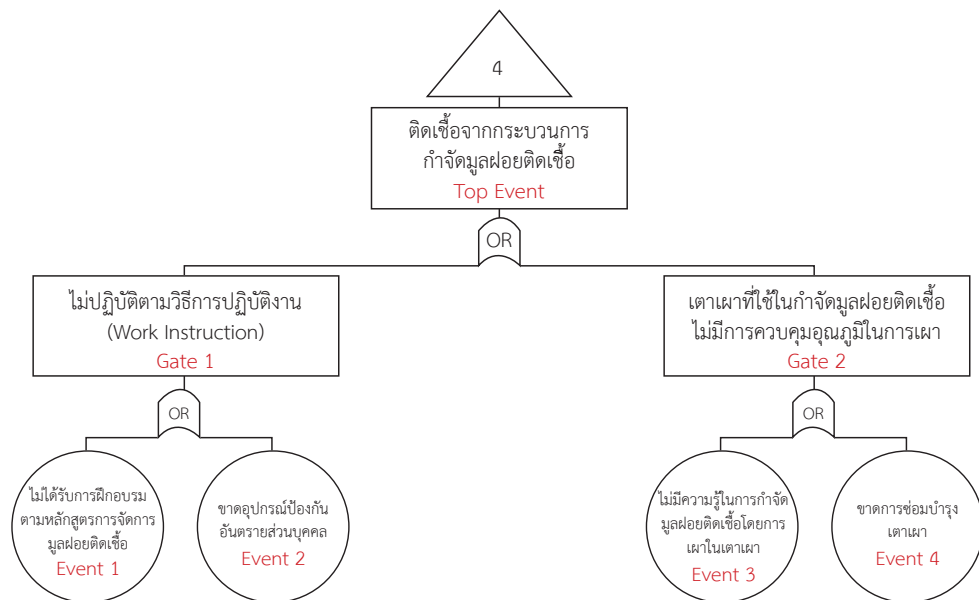 4
ติดเชื้อจากกระบวนการ
กำจัดมูลฝอยติดเชื้อ
Top Event
OR
ไม่ปฏิบัติตามวิธีการปฏิบัติงาน
(Work Instruction)
Gate 1
เตาเผาที่ใช้ในกำจัดมูลฝอยติดเชื้อ
ไม่มีการควบคุมอุณภูมิในการเผา
Gate 2
OR
OR
ไม่ได้รับการฝึกอบรม
ตามหลักสูตรการจัดการ
มูลฝอยติดเชื้อ
Event 1
ขาดอุปกรณ์ป้องกัน
อันตรายส่วนบุคคล
Event 2
ไม่มีความรู้ในการกำจัด
มูลฝอยติดเชื้อโดยการ
เผาในเตาเผา
Event 3
ขาดการซ่อมบำรุง
เตาเผา
Event 4